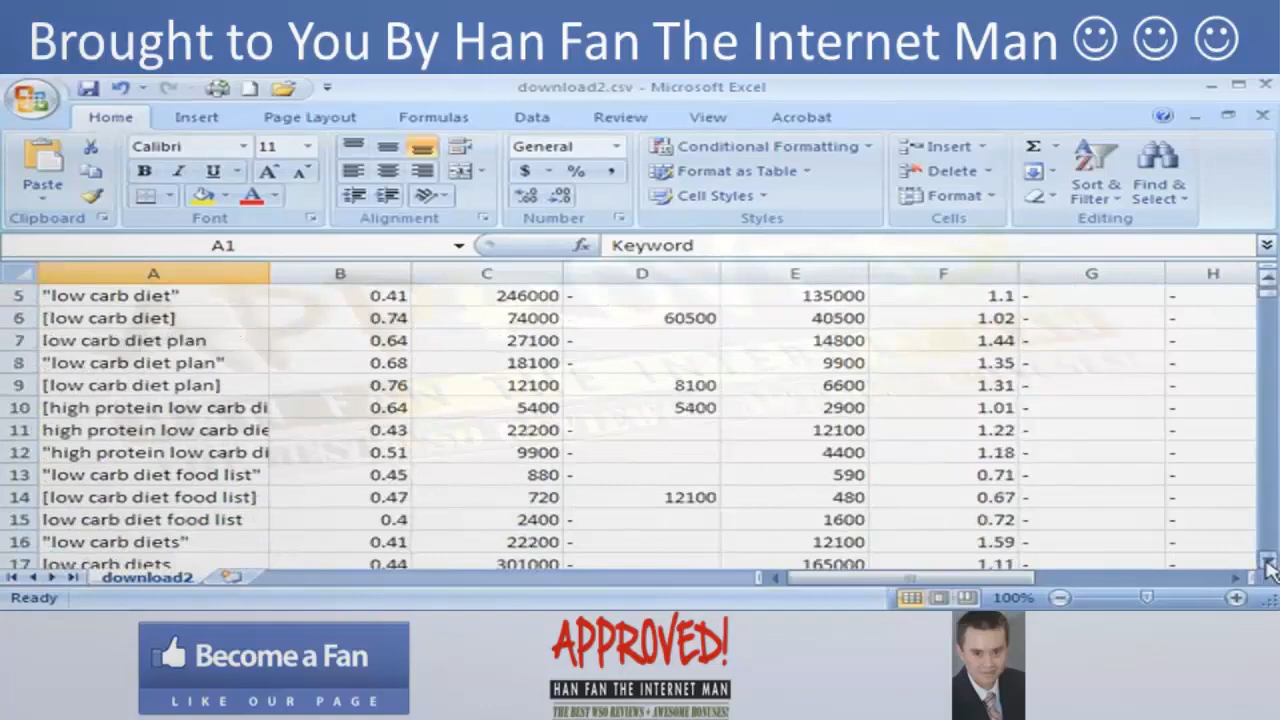 Brought to You By Han Fan The Internet Man ☺ ☺ ☺
download2.csv - Microsoft Excel
Home Insert Page Layout Formulas Data Review View Acrobat
Calibri 11 General Conditional Formatting Insert Σ
Paste B I U $ % , Format as Table Delete Sort & Find &
Cell Styles Format Filter Select
Clipboard Font Alignment Number Styles Cells Editing
A1 fx Keyword
A B C D E F G H
5 "low carb diet" 0.41 246000 - 135000 1.1 - -
6 [low carb diet] 0.74 74000 60500 40500 1.02 - -
7 low carb diet plan 0.64 27100 - 14800 1.44 - -
8 "low carb diet plan" 0.68 18100 - 9900 1.35 - -
9 [low carb diet plan] 0.76 12100 8100 6600 1.31 - -
10 [high protein low carb di 0.64 5400 5400 2900 1.01 - -
11 high protein low carb die 0.43 22200 - 12100 1.22 - -
12 "high protein low carb di 0.51 9900 - 4400 1.18 - -
13 "low carb diet food list" 0.45 880 - 590 0.71 - -
14 [low carb diet food list] 0.47 720 12100 480 0.67 - -
15 low carb diet food list 0.4 2400 - 1600 0.72 - -
16 "low carb diets" 0.41 22200 - 12100 1.59 - -
17 low carb diets 0.44 301000 - 165000 1.11 - -
download2
Ready 100%
Become a Fan
LIKE OUR PAGE
APPROVED!
HAN FAN THE INTERNET MAN
THE BEST WSO REVIEWS + AWESOME BONUSES!